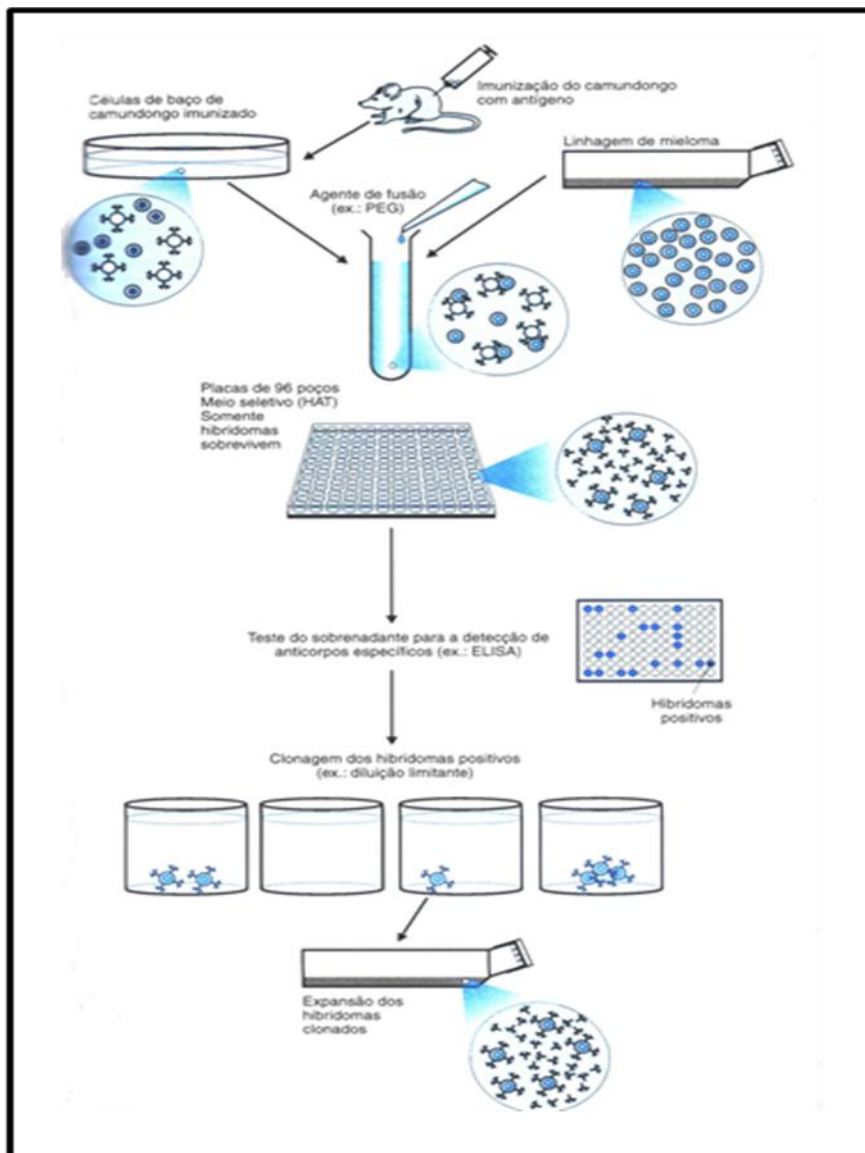 Imunização do camundongo
com antígeno
Células de baço de
camundongo imunizado
Linhagem de mieloma
Agente de fusão
(ex.: PEG)
Placas de 96 poços
Meio seletivo (HAT)
Somente
hibridomas
sobrevivem
Teste do sobrenadante para a detecção de
anticorpos específicos (ex.: ELISA)
Hibridomas
positivos
Clonagem dos hibridomas positivos
(ex.: diluição limitante)
Expansão dos
hibridomas
clonados